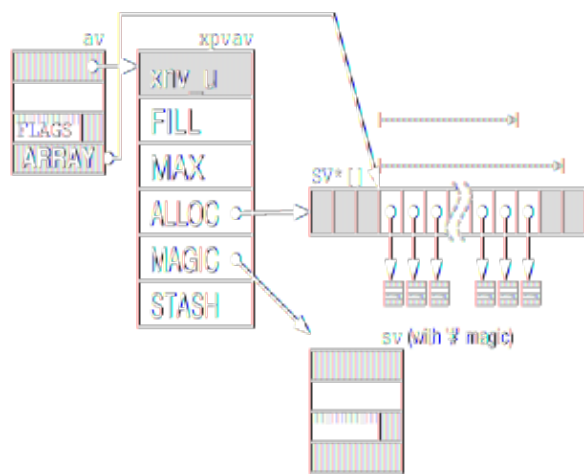 av
xpvav
xnv_u
FLAGS
ARRAY
FILL
MAX
SV*[]
ALLOC
MAGIC
STASH
sv (with '#' magic)